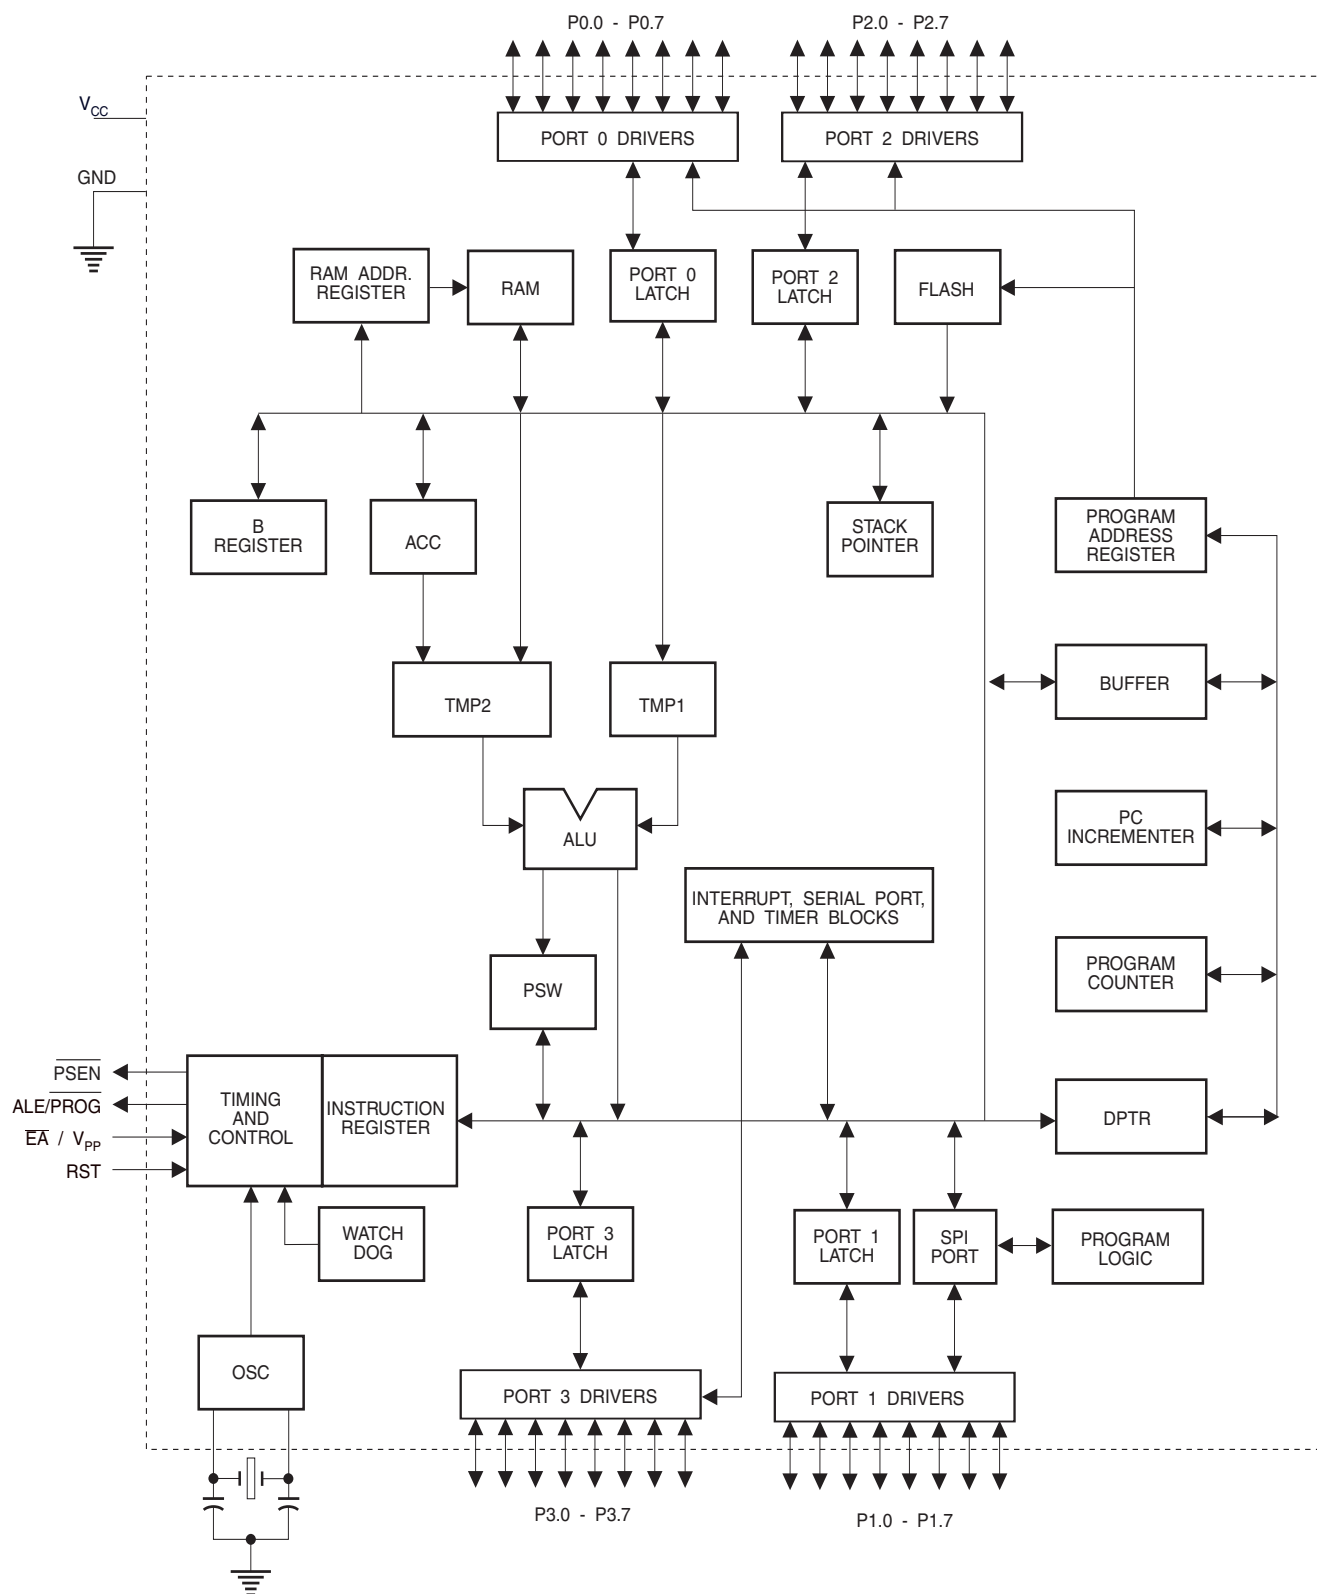 P0.0 - P0.7
P2.0 - P2.7
VCC
PORT 0 DRIVERS
PORT 2 DRIVERS
GND
RAM ADDR.
REGISTER
RAM
PORT 0
LATCH
PORT 2
LATCH
FLASH
B
REGISTER
ACC
STACK
POINTER
PROGRAM
ADDRESS
REGISTER
TMP2
TMP1
BUFFER
ALU
PC
INCREMENTER
INTERRUPT, SERIAL PORT,
AND TIMER BLOCKS
PSW
PROGRAM
COUNTER
PSEN
ALE/PROG
EA / VPP
RST
TIMING
AND
CONTROL
INSTRUCTION
REGISTER
DPTR
WATCH
DOG
PORT 3
LATCH
PORT 1
LATCH
SPI
PORT
PROGRAM
LOGIC
OSC
PORT 3 DRIVERS
PORT 1 DRIVERS
P3.0 - P3.7
P1.0 - P1.7